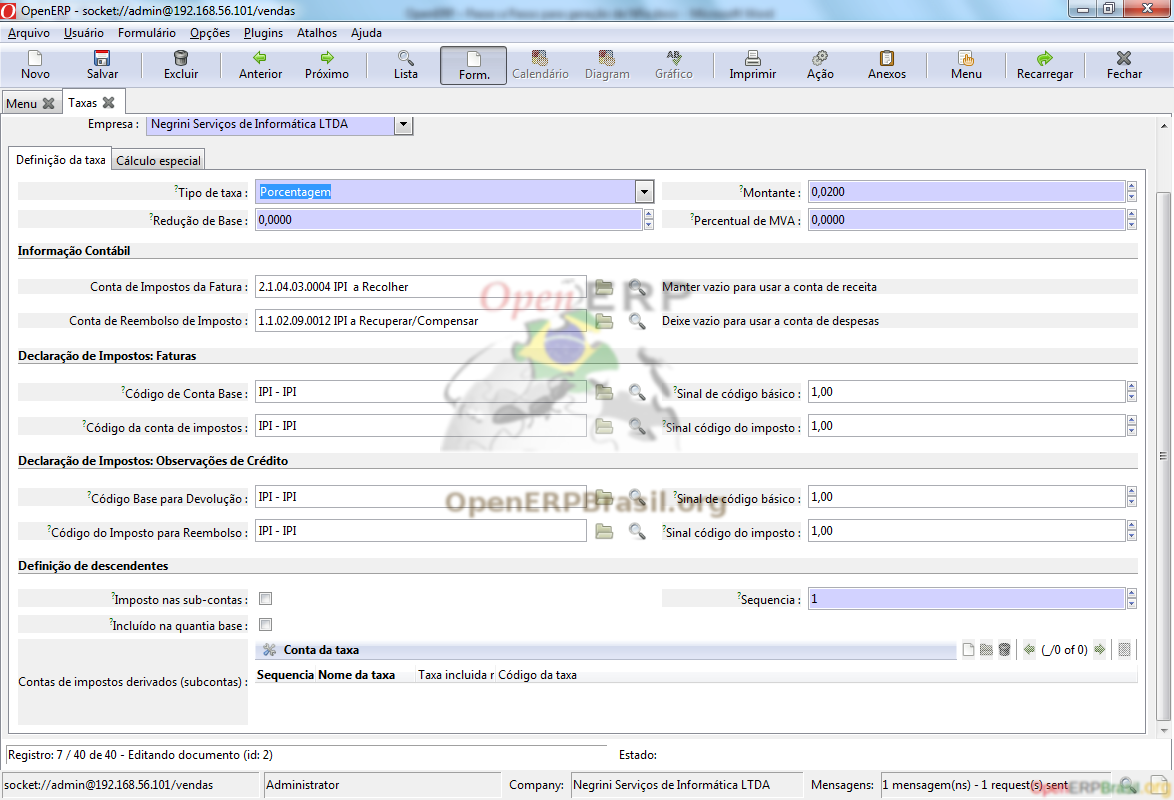 OpenERP - socket://admin@192.168.56.101/vendas
Arquivo Usuário Formulário Opções Plugins Atalhos Ajuda
Novo Salvar Excluir Anterior Próximo Lista Form. Calendário Diagram Gráfico Imprimir Ação Anexos Menu Recarregar Fechar
Menu Taxas
Empresa : Negrini Serviços de Informática LTDA
Definição da taxa Cálculo especial
?Tipo de taxa : Porcentagem ?Montante : 0,0200
?Redução de Base : 0,0000 ?Percentual de MVA : 0,0000
Informação Contábil
Conta de Impostos da Fatura : 2.1.04.03.0004 IPI a Recolher Manter vazio para usar a conta de receita
OpenERP
Conta de Reembolso de Imposto : 1.1.02.09.0012 IPI a Recuperar/Compensar Deixe vazio para usar a conta de despesas
Declaração de Impostos: Faturas
?Código de Conta Base : IPI - IPI ?Sinal de código básico : 1,00
?Código da conta de impostos : IPI - IPI ?Sinal código do imposto : 1,00
Declaração de Impostos: Observações de Crédito
?Código Base para Devolução : IPI - IPI ?Sinal de código básico : 1,00
OpenERPBrasil.org
?Código do Imposto para Reembolso : IPI - IPI ?Sinal código do imposto : 1,00
Definição de descendentes
?Imposto nas sub-contas : ?Sequencia : 1
?Incluído na quantia base :
Conta da taxa (_/0 of 0)
Sequencia Nome da taxa Taxa incluida r Código da taxa
Contas de impostos derivados (subcontas) :
Registro: 7 / 40 de 40 - Editando documento (id: 2) Estado:
socket://admin@192.168.56.101/vendas Administrator Company: Negrini Serviços de Informática LTDA Mensagens: 1 mensagem(ns) - 1 request(s) sent
OpenERPBrasil.org